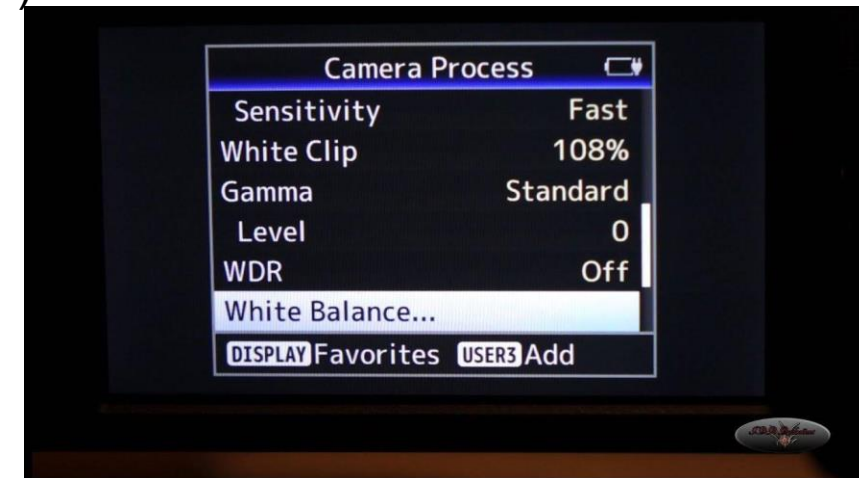 Camera Process
Sensitivity Fast
White Clip 108%
Gamma Standard
Level 0
WDR Off
White Balance...
DISPLAY Favorites USER3 Add